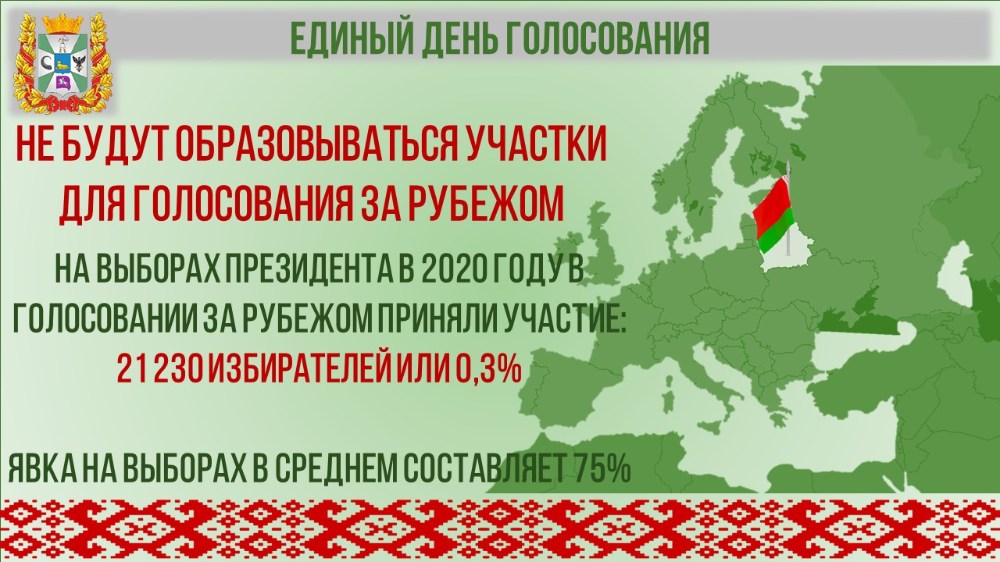 ЕДИНЫЙ ДЕНЬ ГОЛОСОВАНИЯ
НЕ БУДУТ ОБРАЗОВЫВАТЬСЯ УЧАСТКИ
ДЛЯ ГОЛОСОВАНИЯ ЗА РУБЕЖОМ
НА ВЫБОРАХ ПРЕЗИДЕНТА В 2020 ГОДУ В
ГОЛОСОВАНИИ ЗА РУБЕЖОМ ПРИНЯЛИ УЧАСТИЕ:
21 230 ИЗБИРАТЕЛЕЙ ИЛИ 0,3%
ЯВКА НА ВЫБОРАХ В СРЕДНЕМ СОСТАВЛЯЕТ 75%